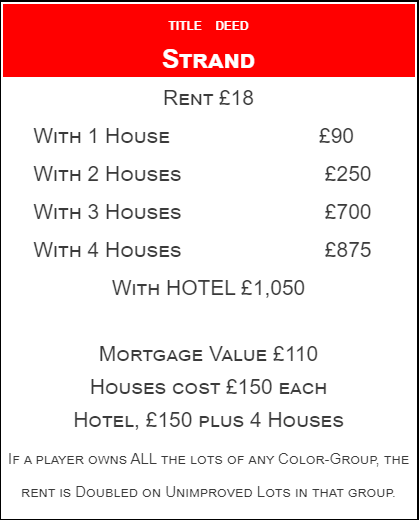 TITLE DEED
STRAND
RENT £18
WITH 1 HOUSE £90
WITH 2 HOUSES £250
WITH 3 HOUSES £700
WITH 4 HOUSES £875
WITH HOTEL £1,050
MORTGAGE VALUE £110
HOUSES COST £150 EACH
HOTEL, £150 PLUS 4 HOUSES
IF A PLAYER OWNS ALL THE LOTS OF ANY COLOR-GROUP, THE
RENT IS DOUBLED ON UNIMPROVED LOTS IN THAT GROUP.